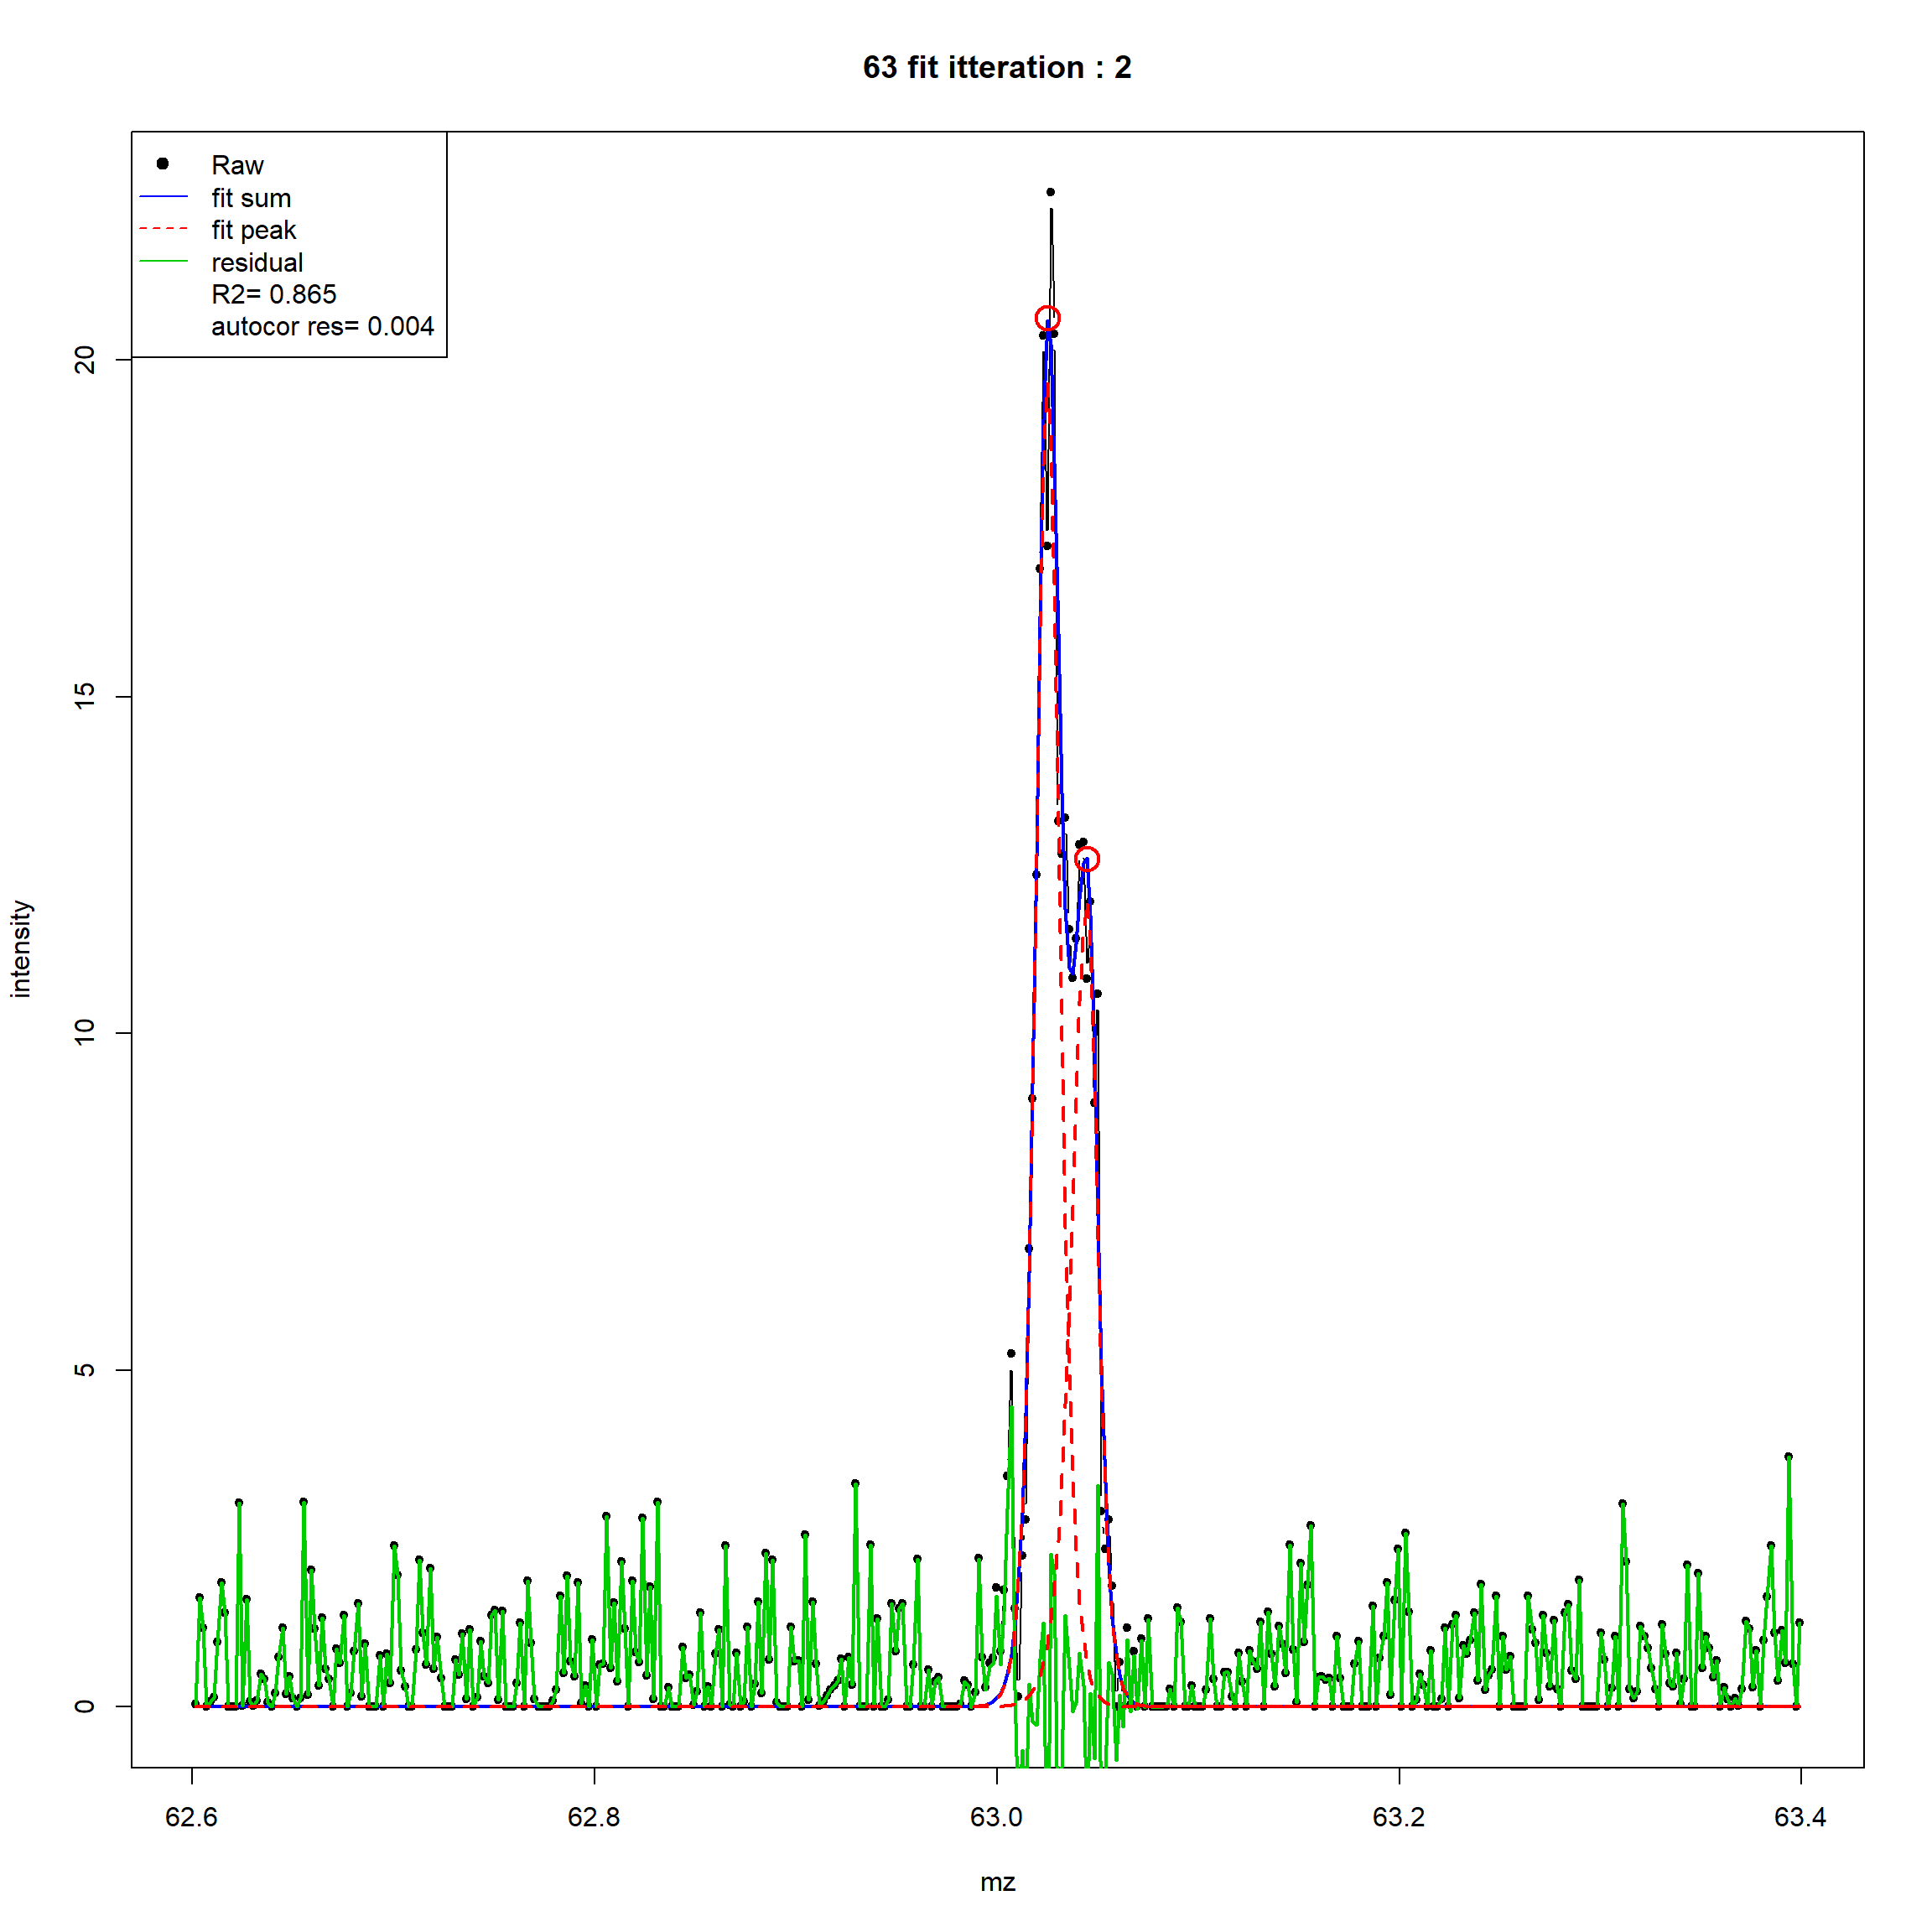 63 fit itteration : 2
Raw
fit sum
fit peak
residual
R2= 0.865
autocor res= 0.004
20
15
10
5
0
intensity
62.6 62.8 63.0 63.2 63.4
mz